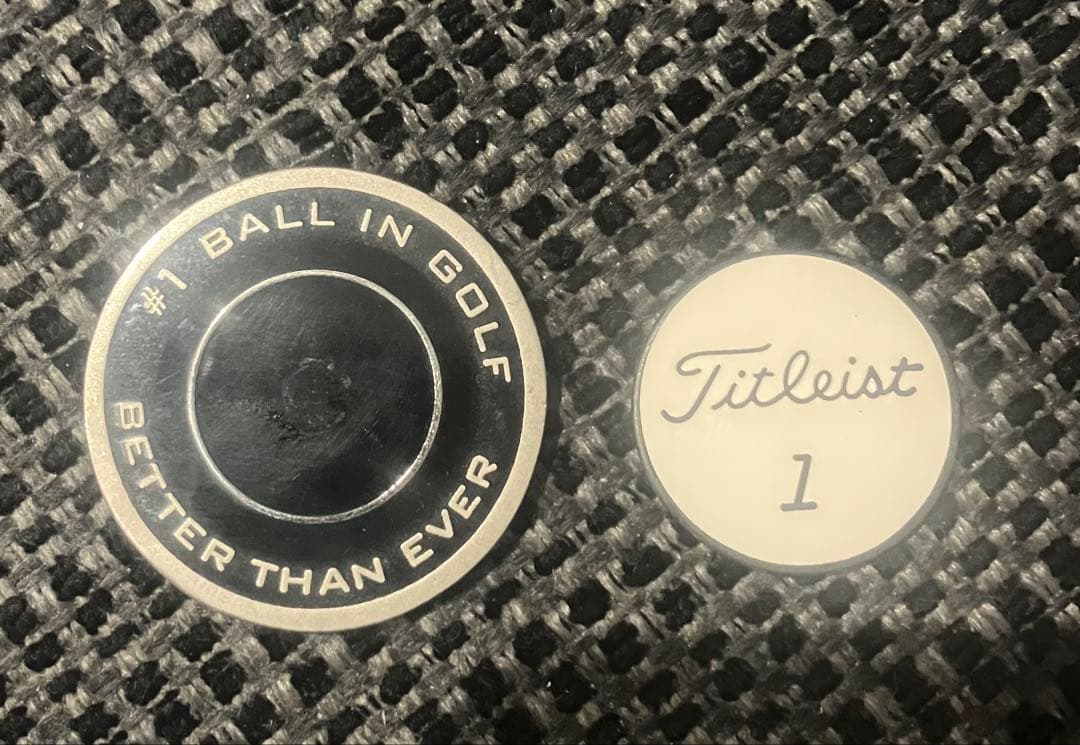 #1 BALL IN GOLF
BETTER THAN EVER
Titleist
1